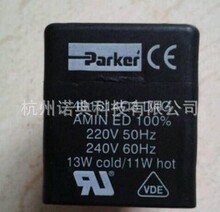 Parker CE
杭州诺换科技有限公司
AMIN ED 100%
220V 50Hz
240V 60Hz
13W cold/11W hot
VDE